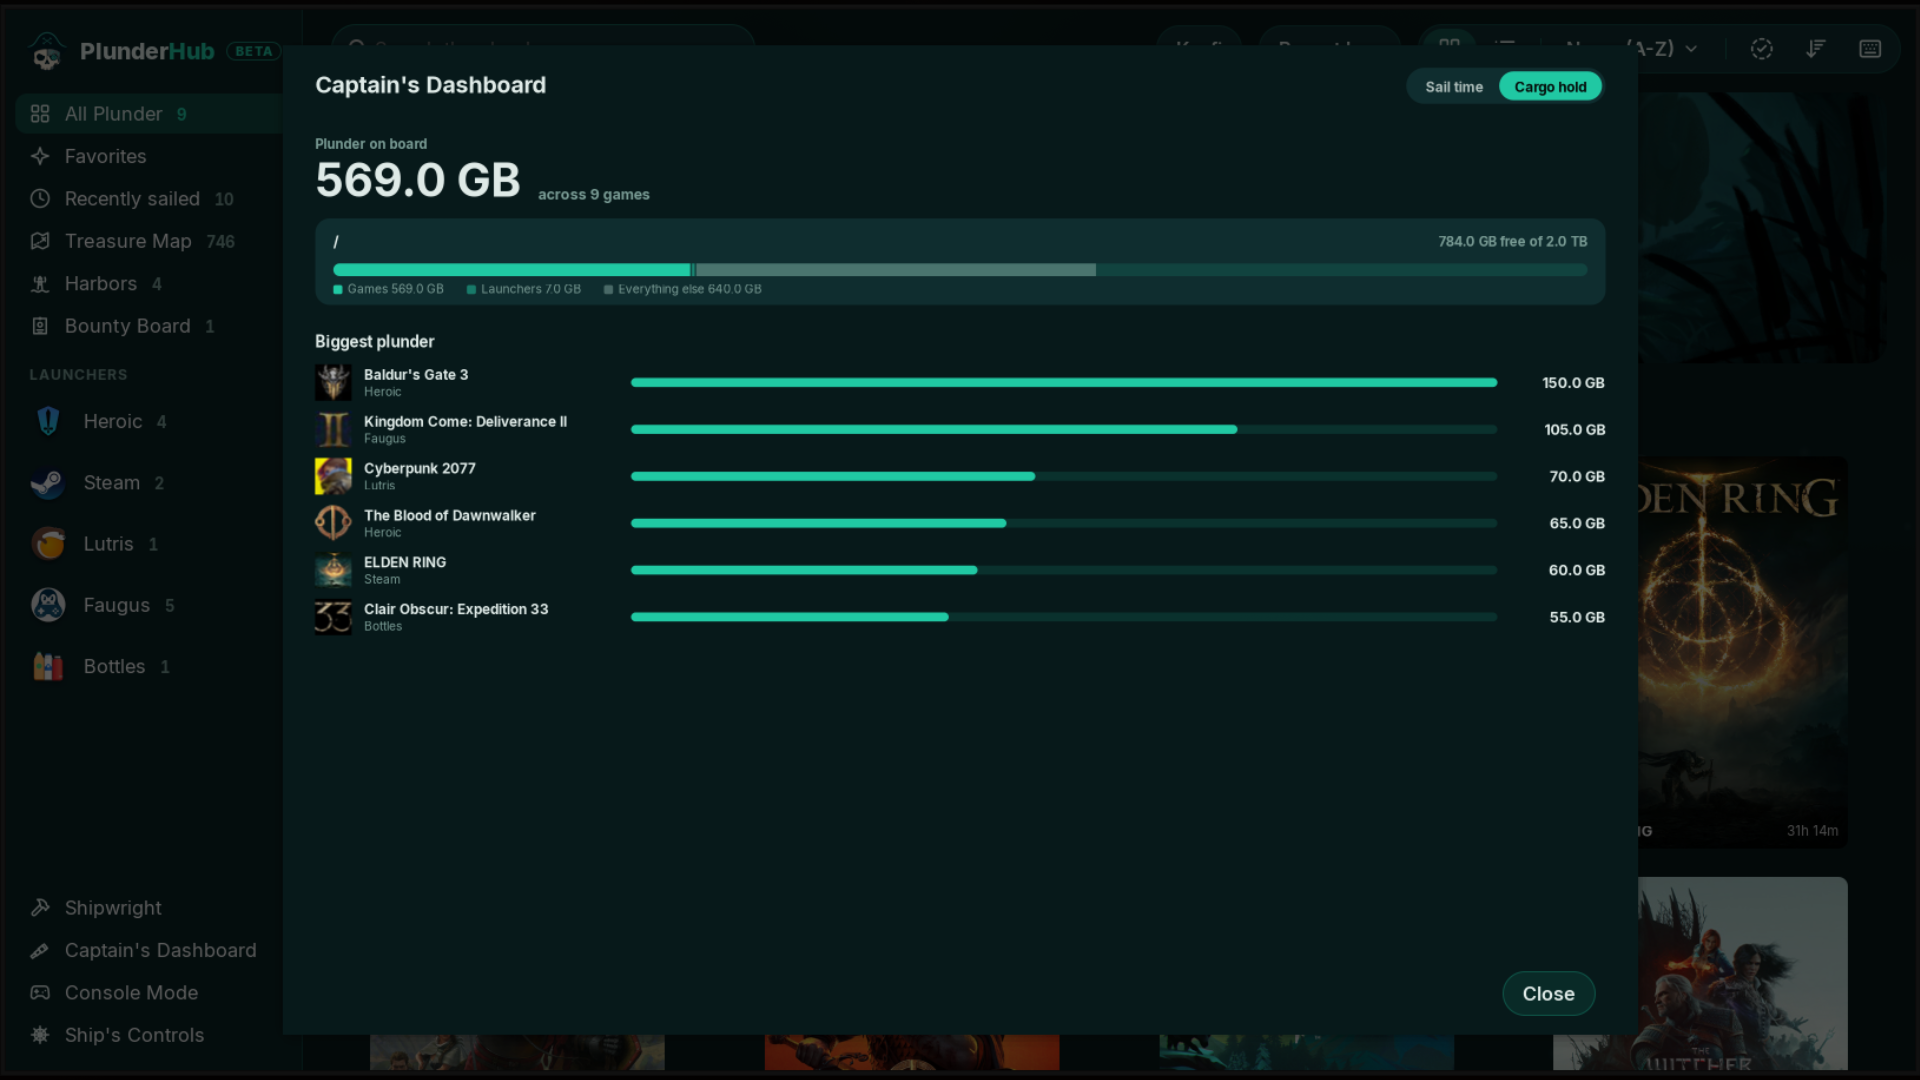 PlunderHub BETA
All Plunder 9
Favorites
Recently sailed 10
Treasure Map 746
Harbors 4
Bounty Board 1
LAUNCHERS
Heroic 4
Steam 2
Lutris 1
Faugus 5
Bottles 1
Shipwright
Captain's Dashboard
Console Mode
Ship's Controls
(A-Z)
Captain's Dashboard
Sail time
Cargo hold
Plunder on board
569.0 GB across 9 games
/
784.0 GB free of 2.0 TB
Games 569.0 GB
Launchers 7.0 GB
Everything else 640.0 GB
Biggest plunder
Baldur's Gate 3
Heroic
150.0 GB
Kingdom Come: Deliverance II
Faugus
105.0 GB
Cyberpunk 2077
Lutris
70.0 GB
The Blood of Dawnwalker
Heroic
65.0 GB
ELDEN RING
Steam
60.0 GB
33
Clair Obscur: Expedition 33
Bottles
55.0 GB
Close
DEN RING
NG
31h 14m
THE
WITCHER